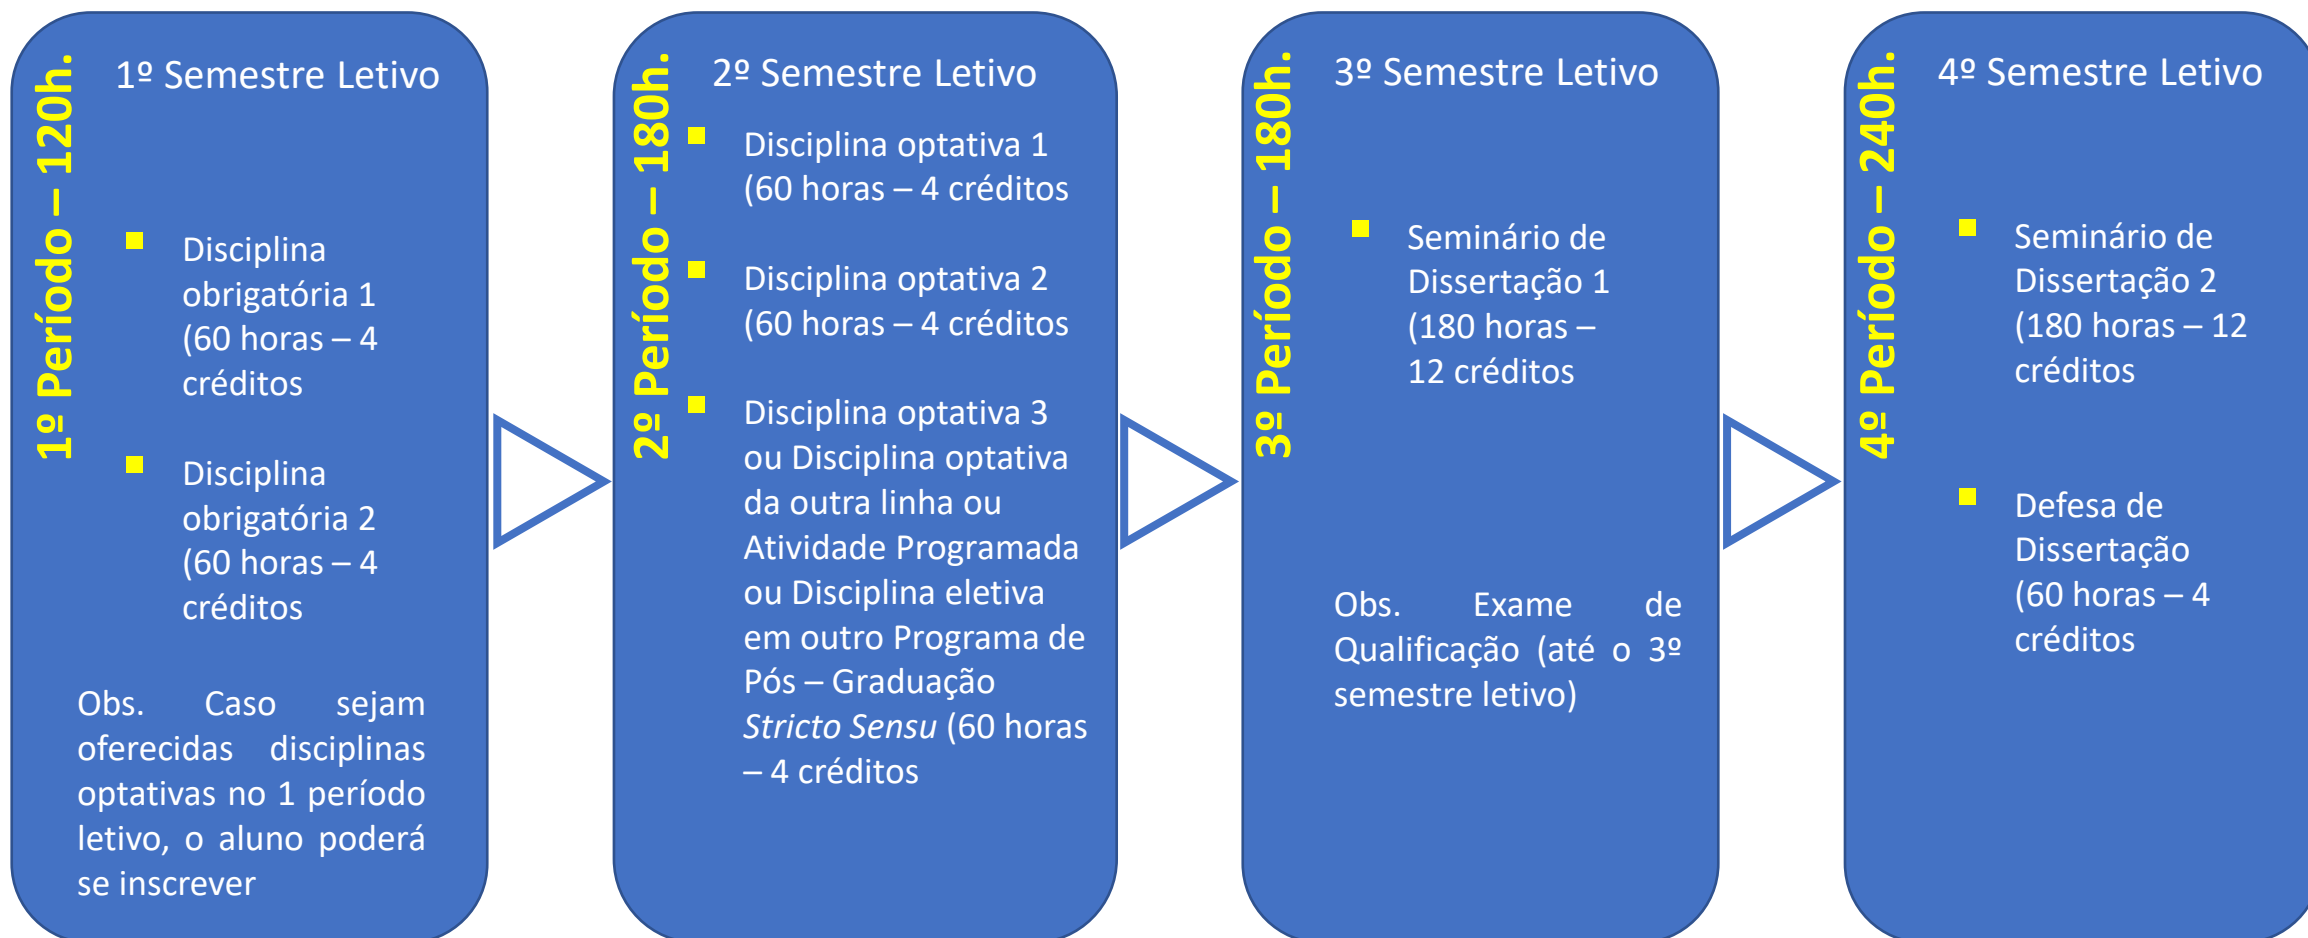 1º Período – 120h.
1º Semestre Letivo
Disciplina
obrigatória 1
(60 horas – 4
créditos
Disciplina
obrigatória 2
(60 horas – 4
créditos
Obs. Caso sejam
oferecidas disciplinas
optativas no 1 período
letivo, o aluno poderá
se inscrever
2º Período – 180h.
2º Semestre Letivo
Disciplina optativa 1
(60 horas – 4 créditos
Disciplina optativa 2
(60 horas – 4 créditos
Disciplina optativa 3
ou Disciplina optativa
da outra linha ou
Atividade Programada
ou Disciplina eletiva
em outro Programa de
Pós – Graduação
Stricto Sensu (60 horas
– 4 créditos
3º Período – 180h.
3º Semestre Letivo
Seminário de
Dissertação 1
(180 horas –
12 créditos
Obs. Exame de
Qualificação (até o 3º
semestre letivo)
4º Período – 240h.
4º Semestre Letivo
Seminário de
Dissertação 2
(180 horas – 12
créditos
Defesa de
Dissertação
(60 horas – 4
créditos